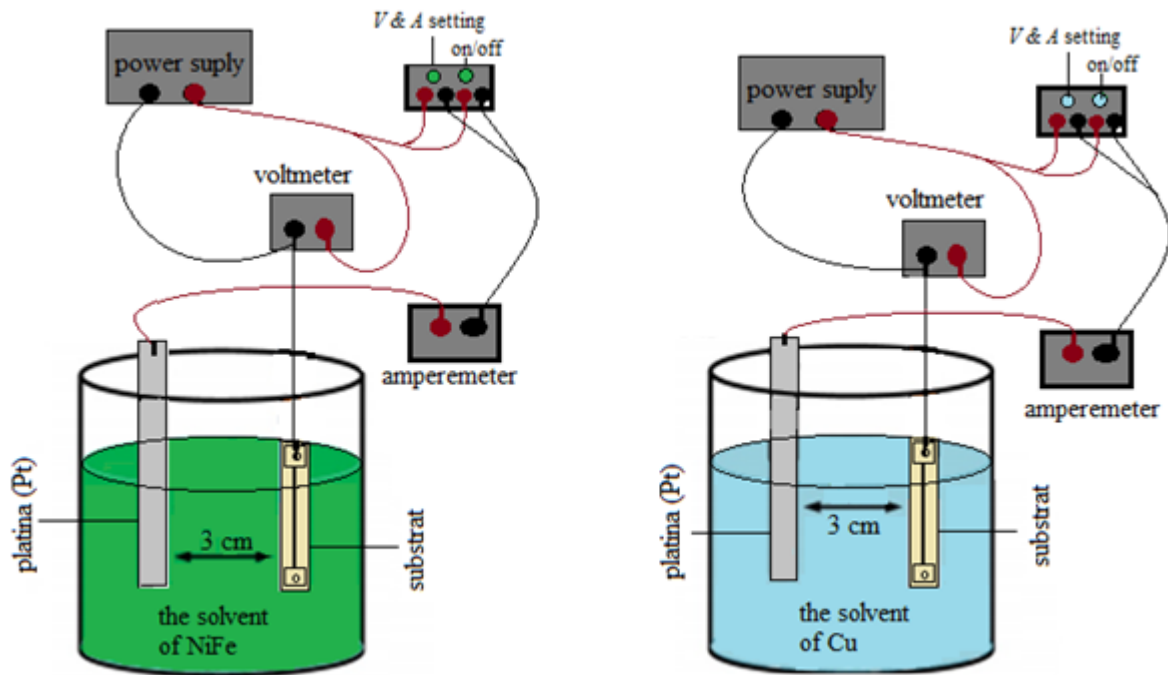 V & A setting
on/off
power suply
voltmeter
amperemeter
platina (Pt)
3 cm
substrat
the solvent
of NiFe
V & A setting
on/off
power suply
voltmeter
amperemeter
platina (Pt)
3 cm
substrat
the solvent
of Cu